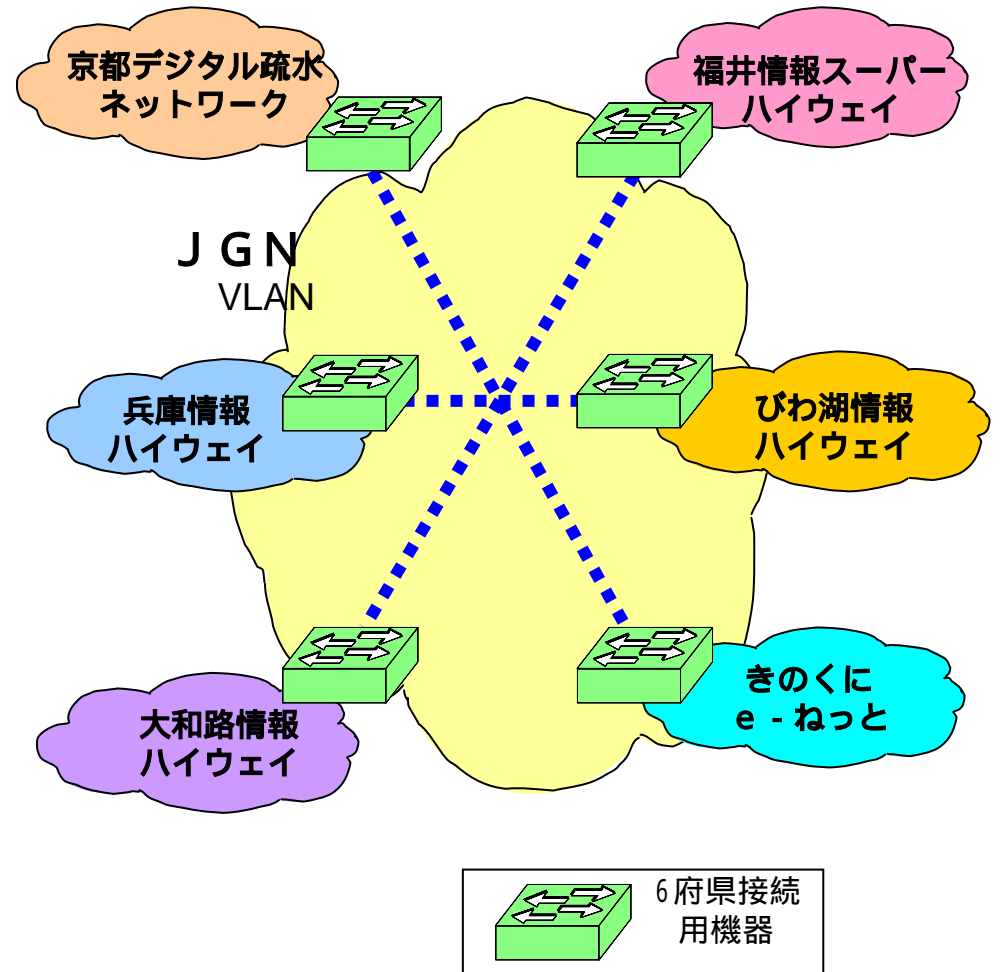 京都デジタル疏水
ネットワーク
福井情報スーパー
ハイウェイ
ＪＧＮ
VLAN
兵庫情報
ハイウェイ
びわ湖情報
ハイウェイ
大和路情報
ハイウェイ
きのくに
ｅ‐ねっと
6府県接続
用機器